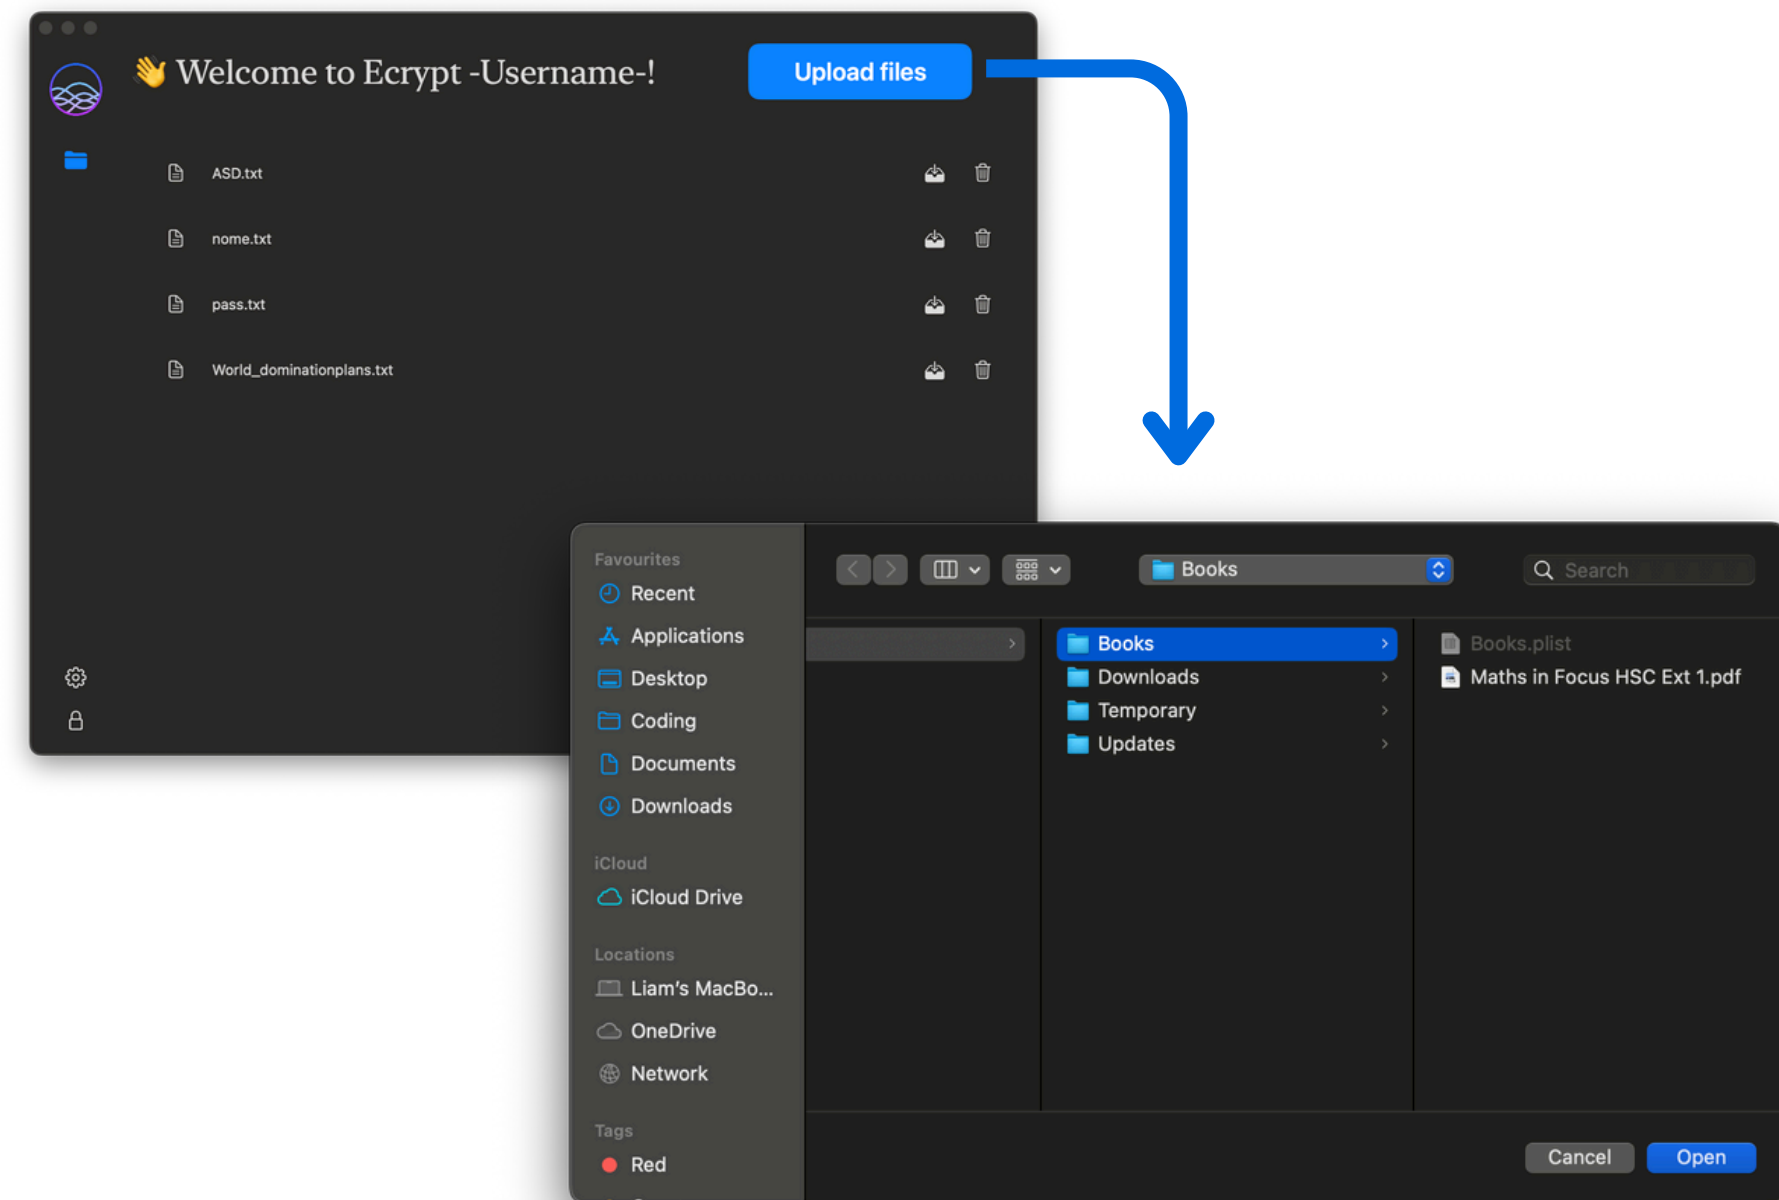 👋 Welcome to Ecrypt -Username-!
Upload files
ASD.txt
nome.txt
pass.txt
World_dominationplans.txt
Favourites
Recent
Applications
Desktop
Coding
Documents
Downloads
iCloud
iCloud Drive
Locations
Liam's MacBo...
OneDrive
Network
Tags
Red
Books
Search
Books
Downloads
Temporary
Updates
Books.plist
Maths in Focus HSC Ext 1.pdf
Cancel
Open